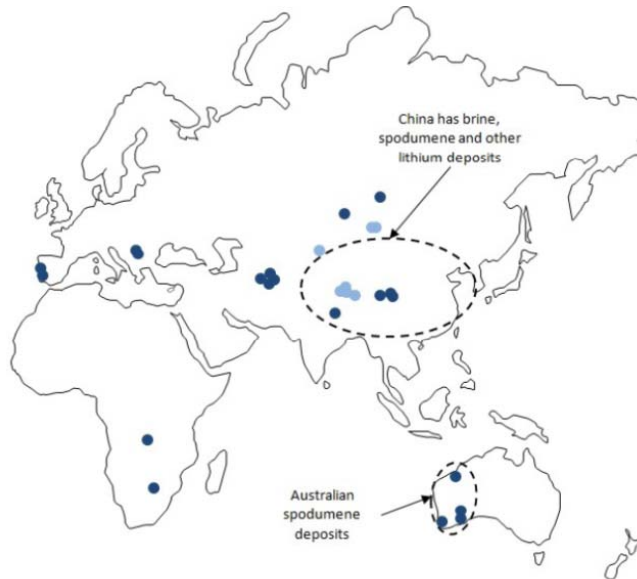 China has brine,
spodumene and other
lithium deposits
Australian
spodumene
deposits